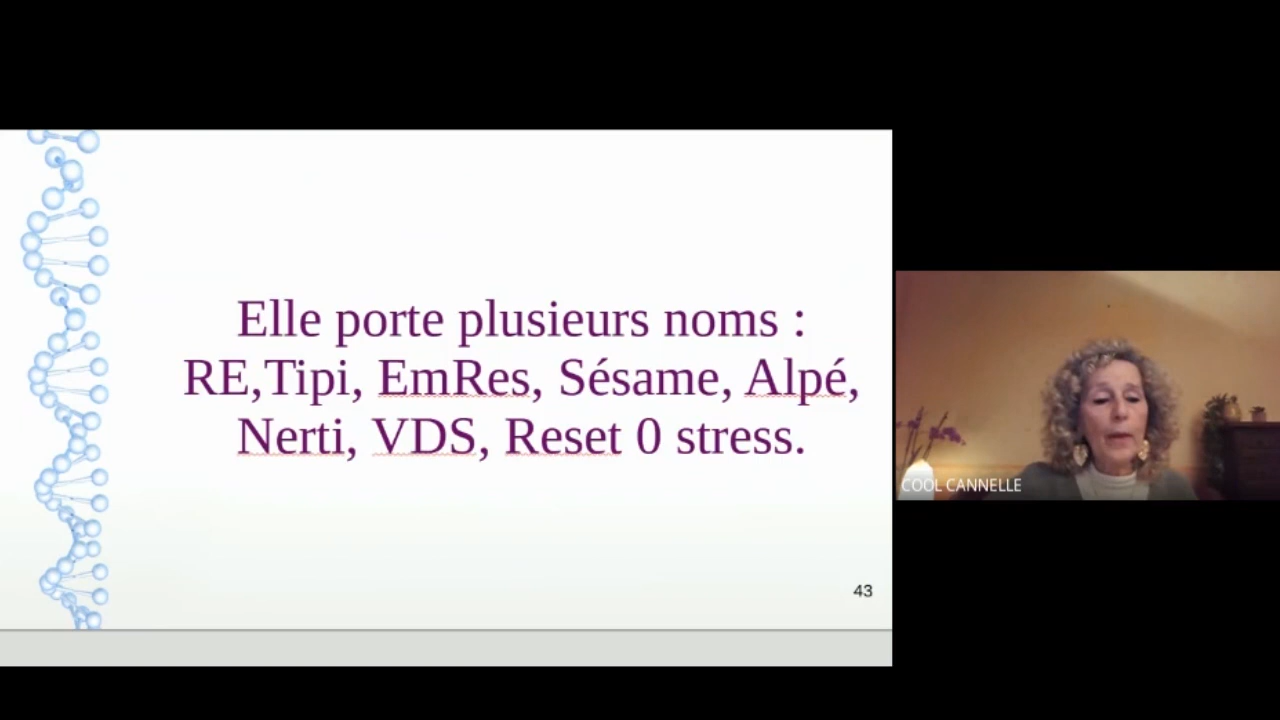 Elle porte plusieurs noms :
RE,Tipi, EmRes, Sésame, Alpé,
Nerti, VDS, Reset 0 stress.
43
COOL CANNELLE